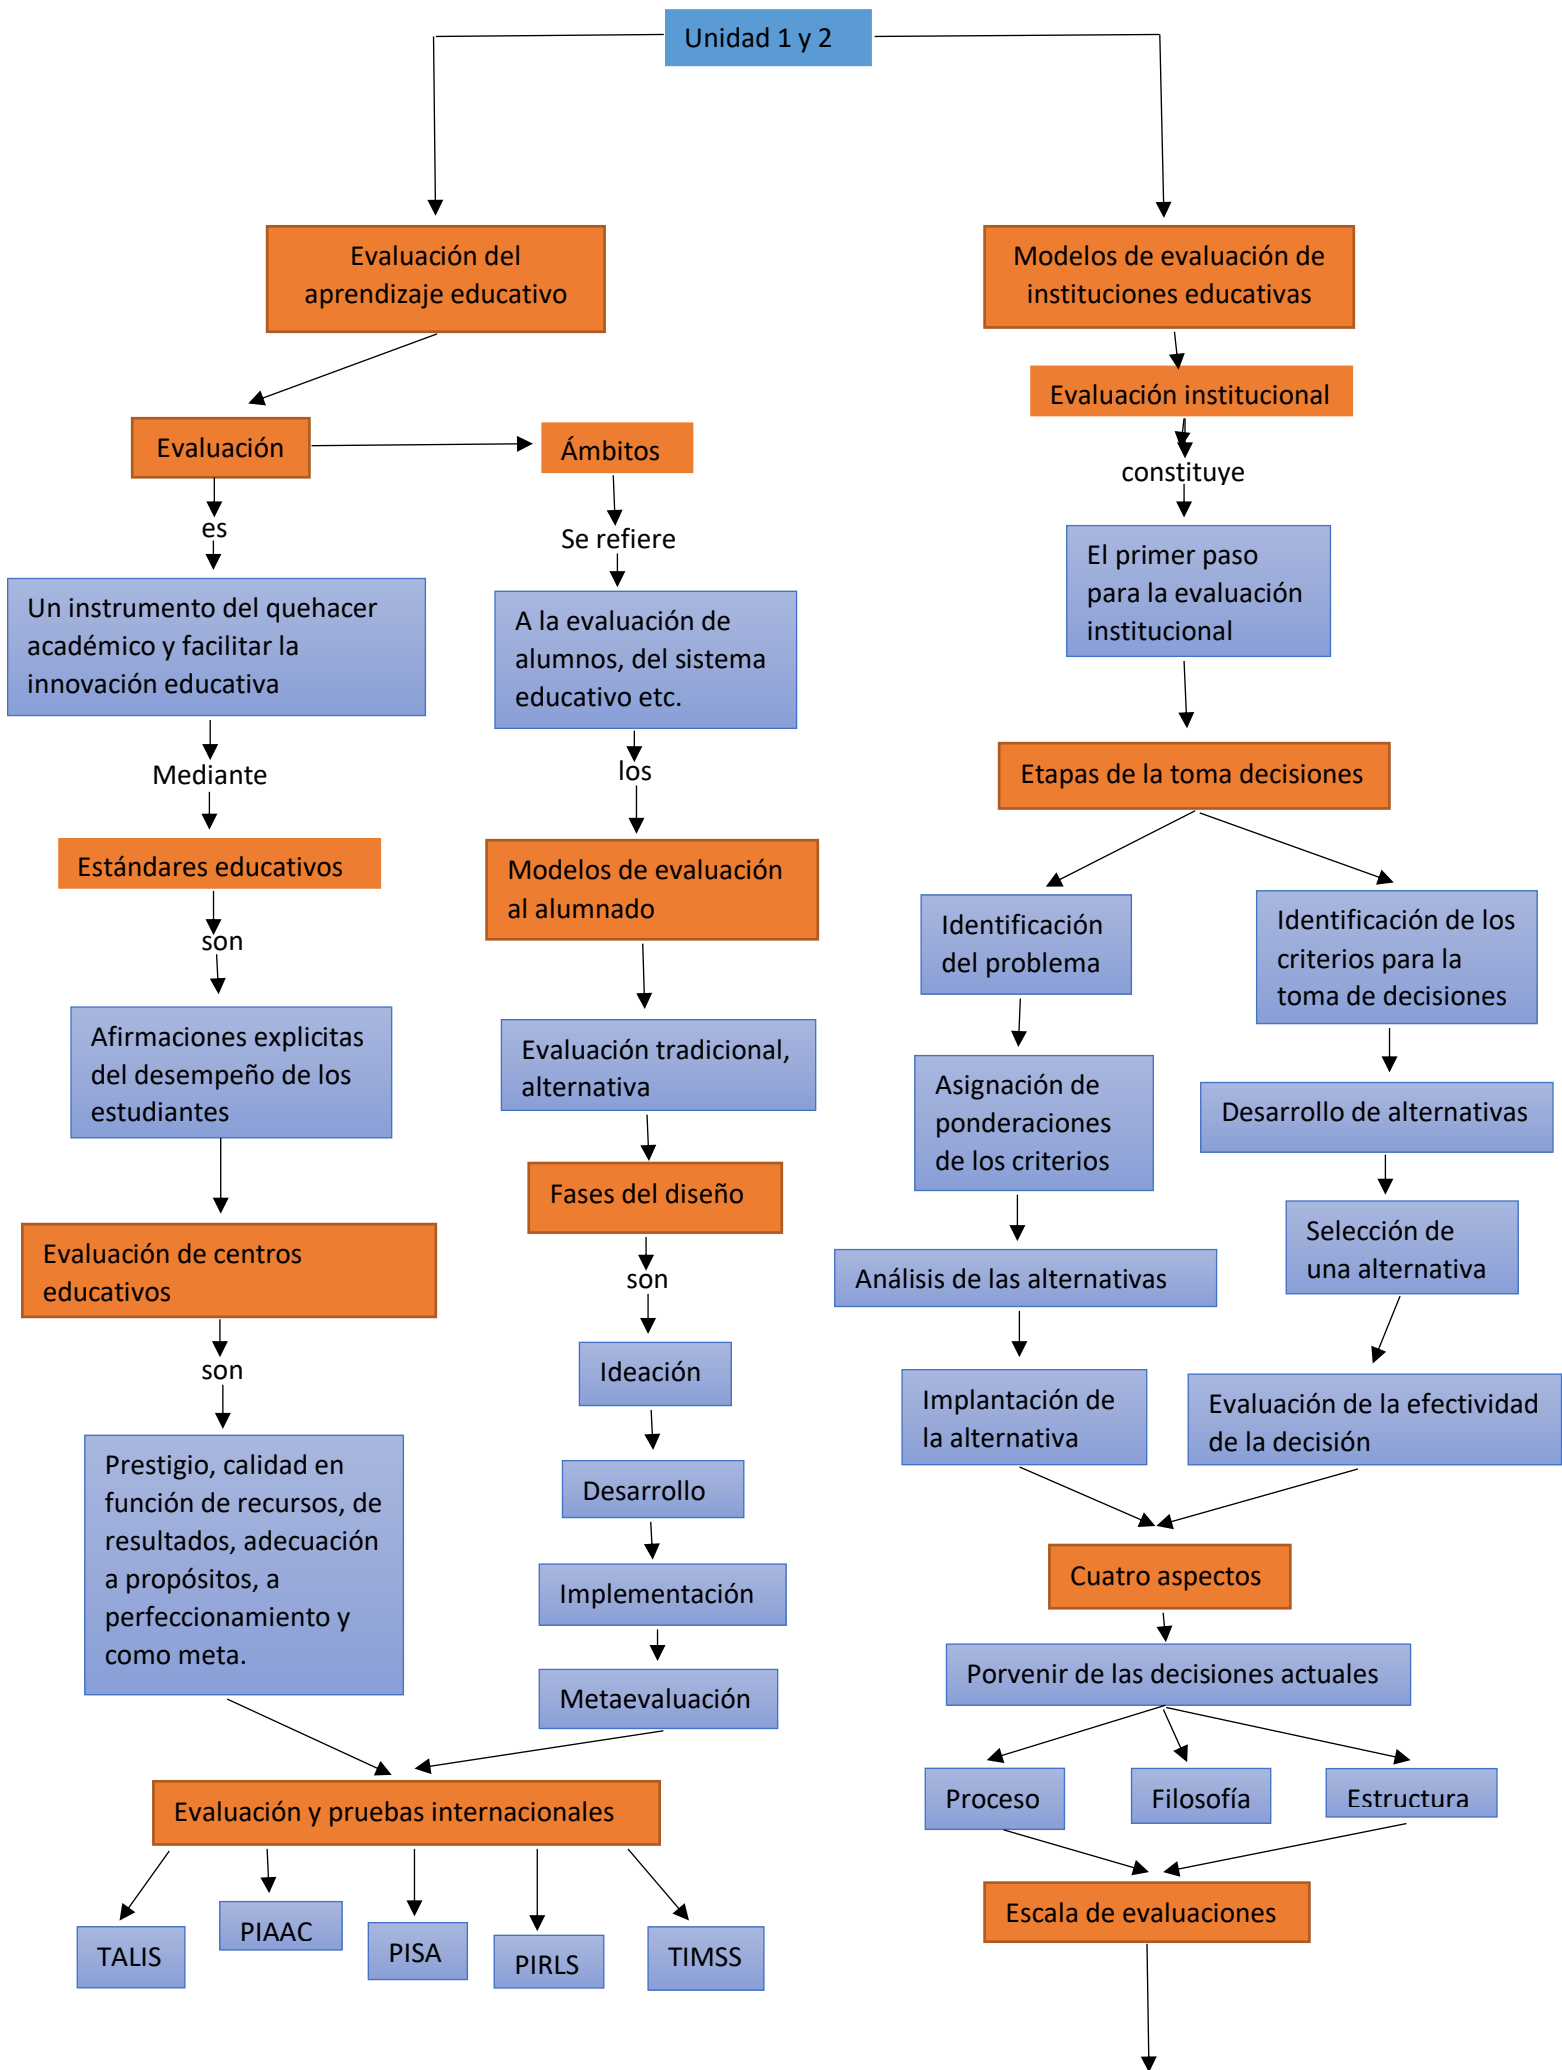 Unidad 1 y 2
Evaluación del
aprendizaje educativo
Evaluación
es
Un instrumento del quehacer
académico y facilitar la
innovación educativa
Mediante
Estándares educativos
son
Afirmaciones explicitas
del desempeño de los
estudiantes
Evaluación de centros
educativos
son
Prestigio, calidad en
función de recursos, de
resultados, adecuación
a propósitos, a
perfeccionamiento y
como meta.
Ámbitos
Se refiere
A la evaluación de
alumnos, del sistema
educativo etc.
los
Modelos de evaluación
al alumnado
Evaluación tradicional,
alternativa
Fases del diseño
son
Ideación
Desarrollo
Implementación
Metaevaluación
Evaluación y pruebas internacionales
TALIS
PIAAC
PISA
PIRLS
TIMSS
Modelos de evaluación de
instituciones educativas
Evaluación institucional
constituye
El primer paso
para la evaluación
institucional
Etapas de la toma decisiones
Identificación
del problema
Asignación de
ponderaciones
de los criterios
Análisis de las alternativas
Implantación de
la alternativa
Identificación de los
criterios para la
toma de decisiones
Desarrollo de alternativas
Selección de
una alternativa
Evaluación de la efectividad
de la decisión
Cuatro aspectos
Porvenir de las decisiones actuales
Proceso
Filosofía
Estructura
Escala de evaluaciones